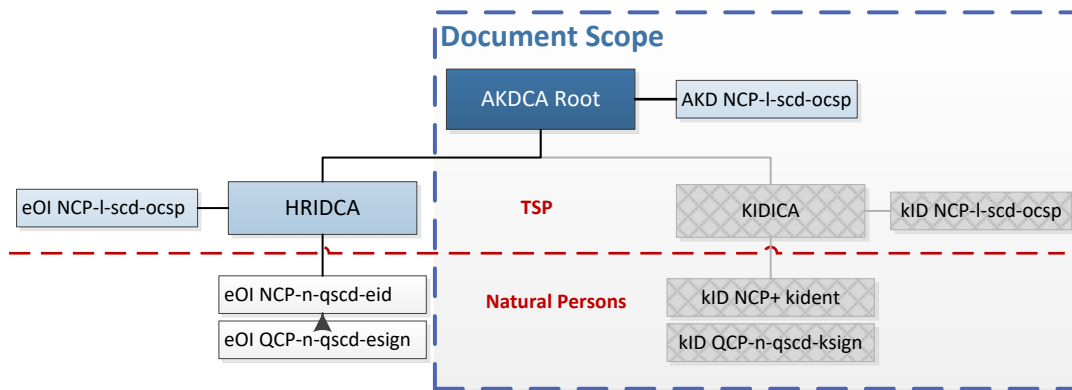 Document Scope
AKDCA Root
AKD NCP-l-scd-ocsp
eOI NCP-l-scd-ocsp
HRIDCA
TSP
KIDICA
kID NCP-l-scd-ocsp
eOI NCP-n-qscd-eid
eOI QCP-n-qscd-esign
Natural Persons
kID NCP+ kident
kID QCP-n-qscd-ksign